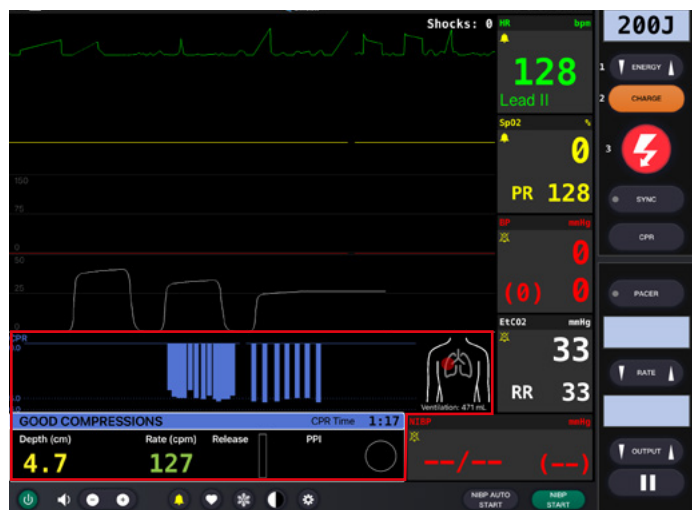 Shocks: 0
HR bpm
128
Lead II
SpO2 %
0
PR 128
150
75
0
BP mmHg
0
(0) 0
50
25
0
EtCO2 mmHg
33
RR 33
CPR
.0
.0
.0
Ventilation: 471 mL
GOOD COMPRESSIONS CPR Time 1:17
Depth (cm) Rate (cpm) Release PPI
4.7 127
NIBP mmHg
--/-- (--)
NIBP AUTO
START
NIBP
START
200J
1 ENERGY
2 CHARGE
3
SYNC
CPR
PACER
RATE
OUTPUT